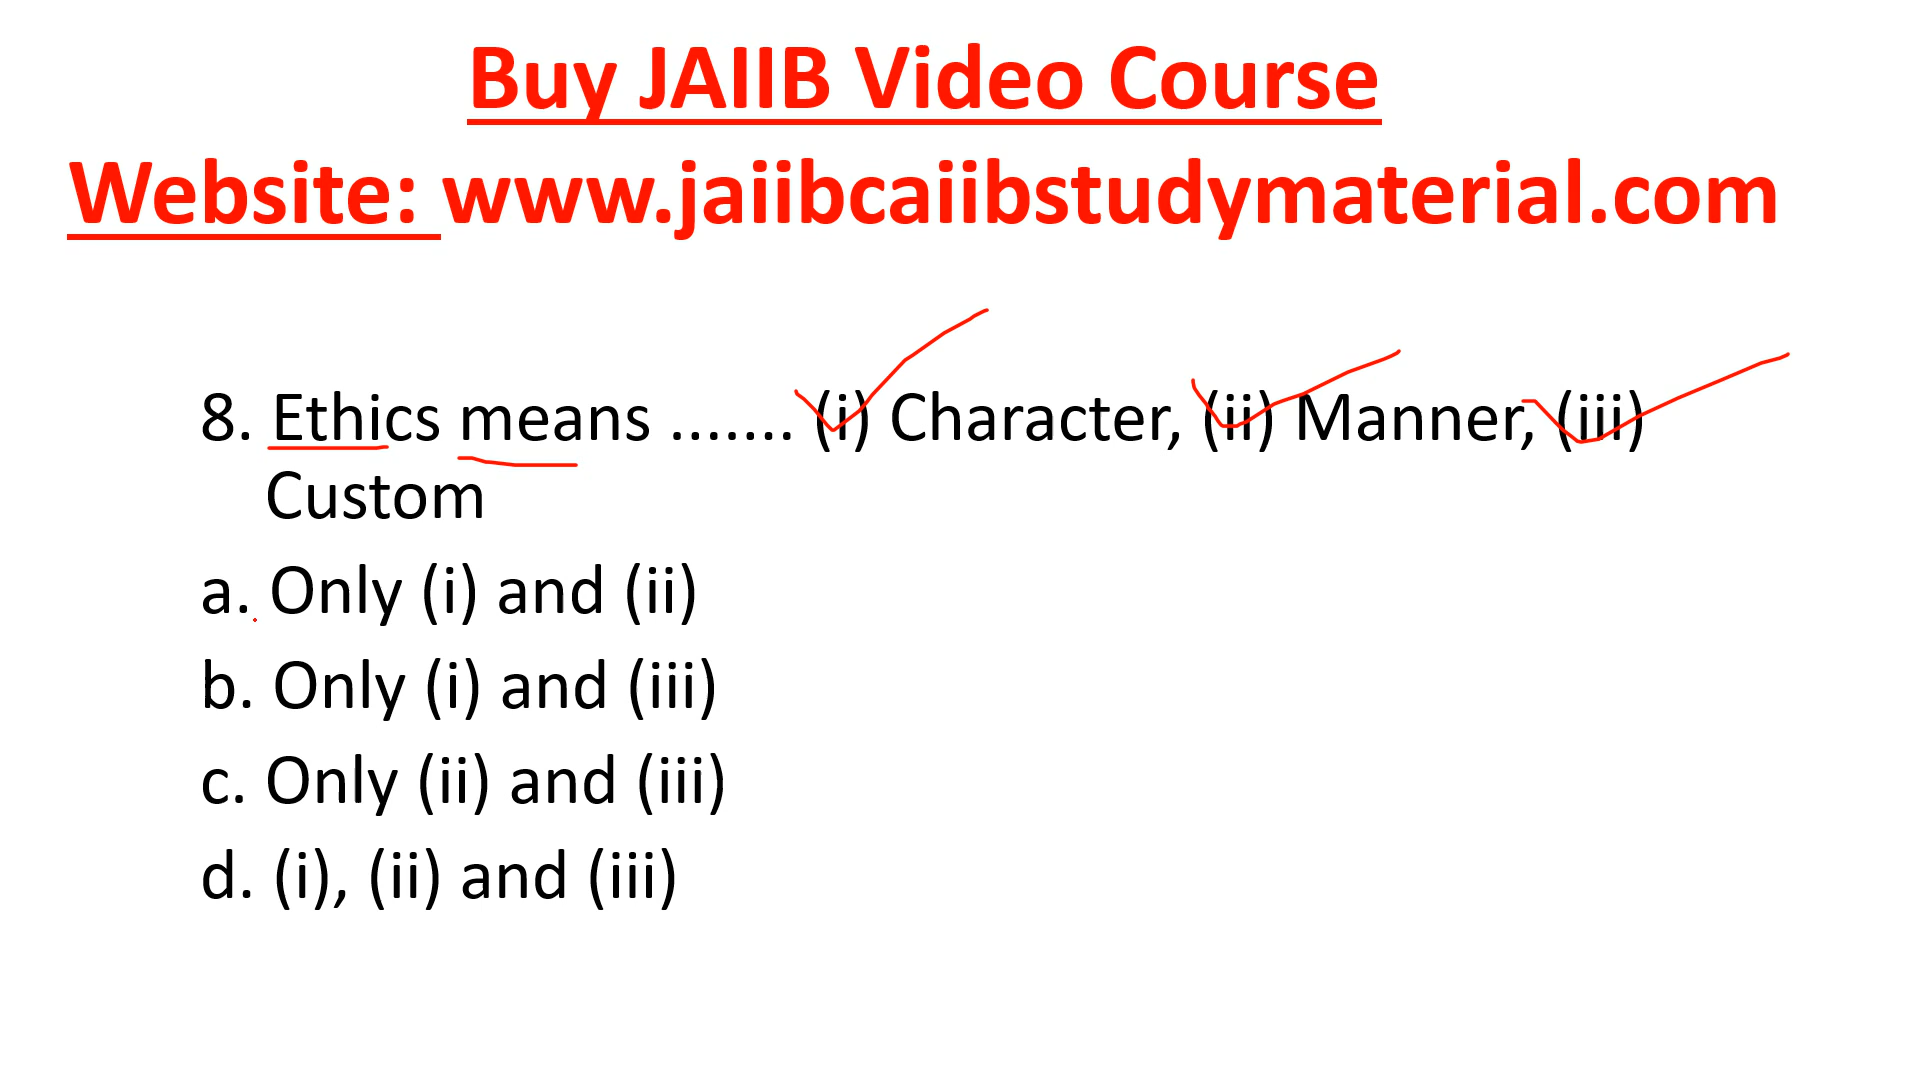 Buy JAIIB Video Course
Website: www.jaiibcaiibstudymaterial.com
8. Ethics means ....... (i) Character, (ii) Manner, (iii)
Custom
a. Only (i) and (ii)
b. Only (i) and (iii)
c. Only (ii) and (iii)
d. (i), (ii) and (iii)